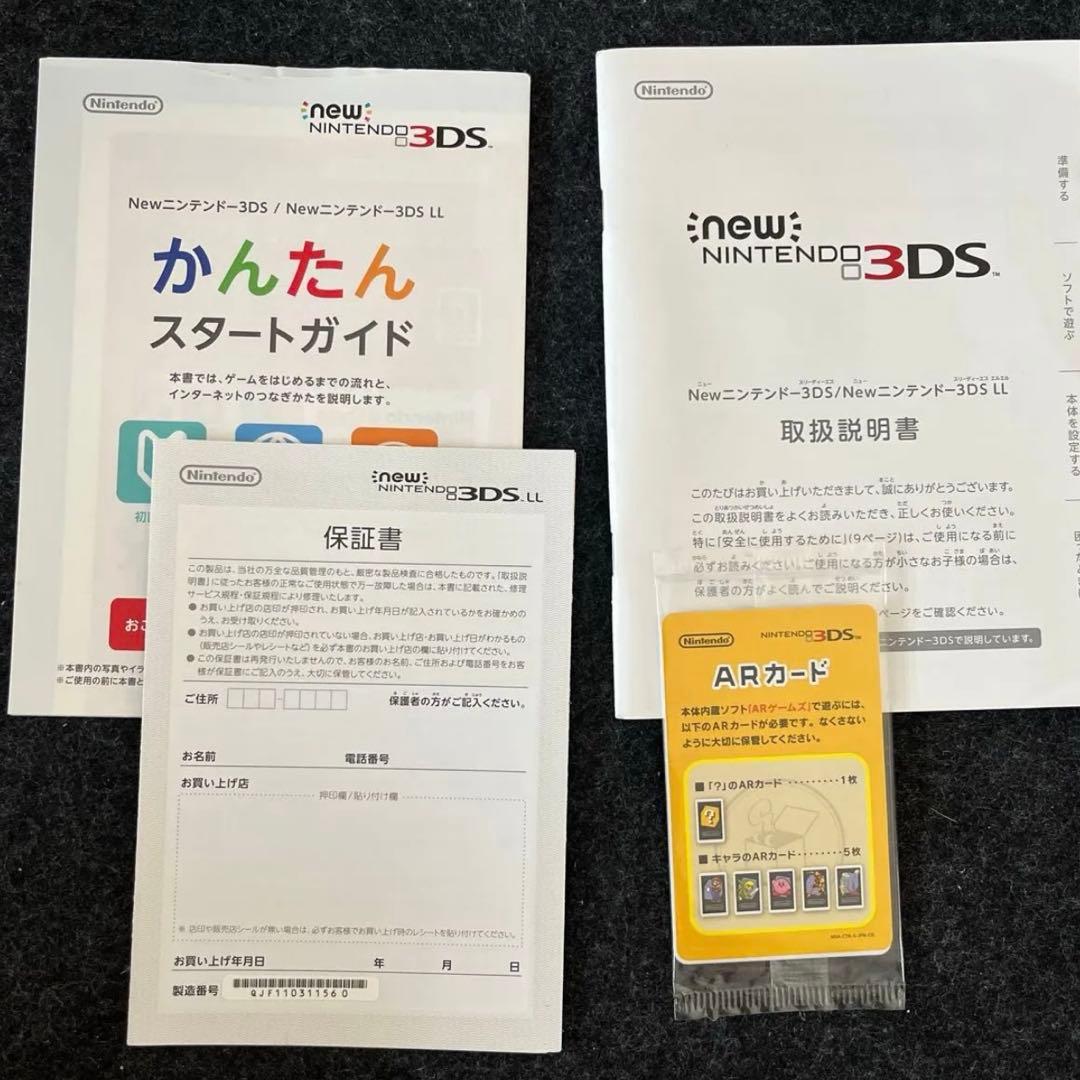 Nintendo
new
NINTENDO 3DS™
Newニンテンドー3DS / Newニンテンドー3DS LL
かんたん
スタートガイド
本書では、ゲームをはじめるまでの流れと、
インターネットのつなぎかたを説明します。
初
おこ
※本書内の写真やイラ
※ご使用の前に本書と
Nintendo
new
NINTENDO 3DS LL
保証書
この製品は、当社の万全な品質管理のもと、厳密な製品検査に合格したものです。「取扱説
明書」に従ったお客様の正常なご使用状態で万一故障した場合は、本書に記載された、修理
サービス規程・保証規程により修理いたします。
● お買い上げ店の店印が押印され、お買い上げ年月日が記入されているかをお確かめの
うえ、お受け取りください。
● お買い上げ店の店印が押印されていない場合、お買い上げ店・お買い上げ日がわかるもの
(販売店シールやレシートなど)を必ず本書のお買い上げ店の欄に貼り付けください。
● この保証書は再発行いたしませんので、お客様のお名前、ご住所および電話番号をお客
様が保証書にご記入のうえ、大切に保管してください。
ご住所 - 保護者の方がご記入ください。
お名前 電話番号
お買い上げ店
押印欄/貼り付け欄
※ 店印や販売店シールが無い場合は、必ずお客様でお買い上げ時のレシートを貼り付けてください。
お買い上げ年月日 年 月 日
製造番号 QJF110311560
Nintendo
new
NINTENDO 3DS™
Newニンテンドー3DS/Newニンテンドー3DS LL
取扱説明書
このたびはお買い上げいただきまして、誠にありがとうございます。
この取扱説明書をよくお読みいただき、正しくお使いください。
特に「安全に使用するために」(9ページ)は、ご使用になる前に
必ずお読みください。ご使用になる方が小さなお子様の場合は、
保護者の方がよく読んでご説明ください。
ページをご確認ください。
ニンテンドー3DSで説明しています。
準備する
ソフトで遊ぶ
本体を設定する
Nintendo
NINTENDO 3DS™
ARカード
本体内蔵ソフト「ARゲームズ」で遊ぶには、
以下のARカードが必要です。なくさない
ように大切に保管してください。
■「?」のARカード ・・・・・・・・・1枚
?
■ キャラのARカード・・・・・・・・5枚